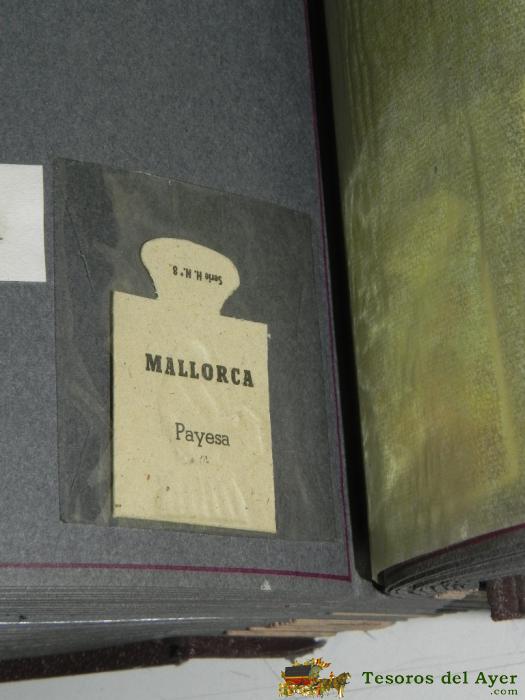 Serie H. N.º 8
MALLORCA
Payesa
Tesoros del Ayer
.com